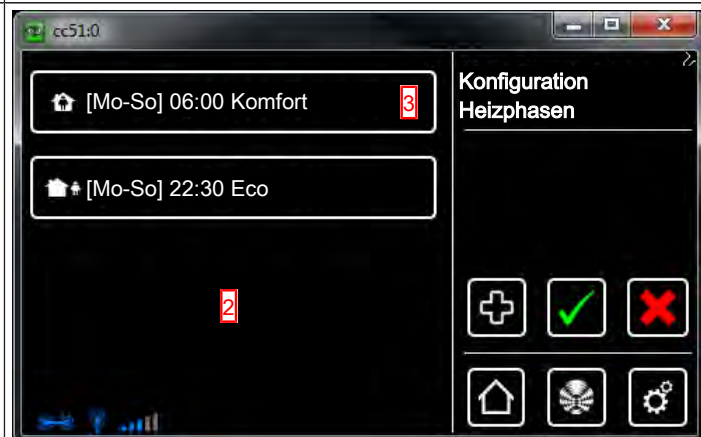 cc51:0
[Mo-So] 06:00 Komfort
3
[Mo-So] 22:30 Eco
2
Konfiguration
Heizphasen